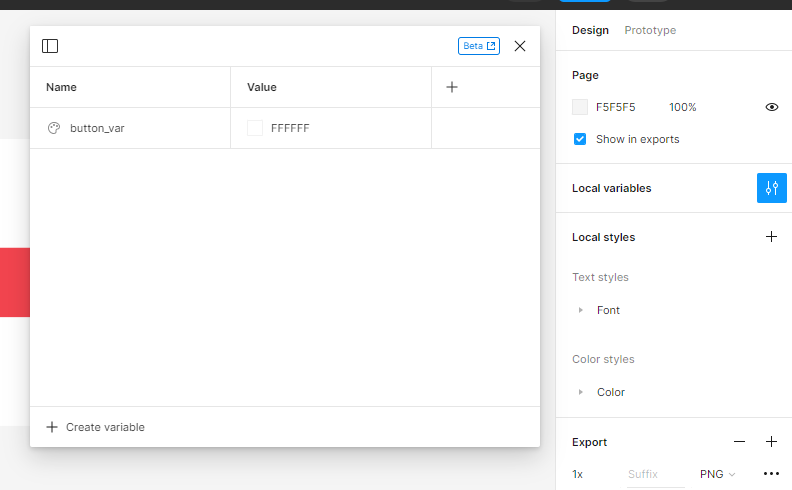 Beta
Name Value
button_var FFFFFF
Create variable
Design Prototype
Page
F5F5F5 100%
Show in exports
Local variables
Local styles
Text styles
Font
Color styles
Color
Export
1x Suffix PNG